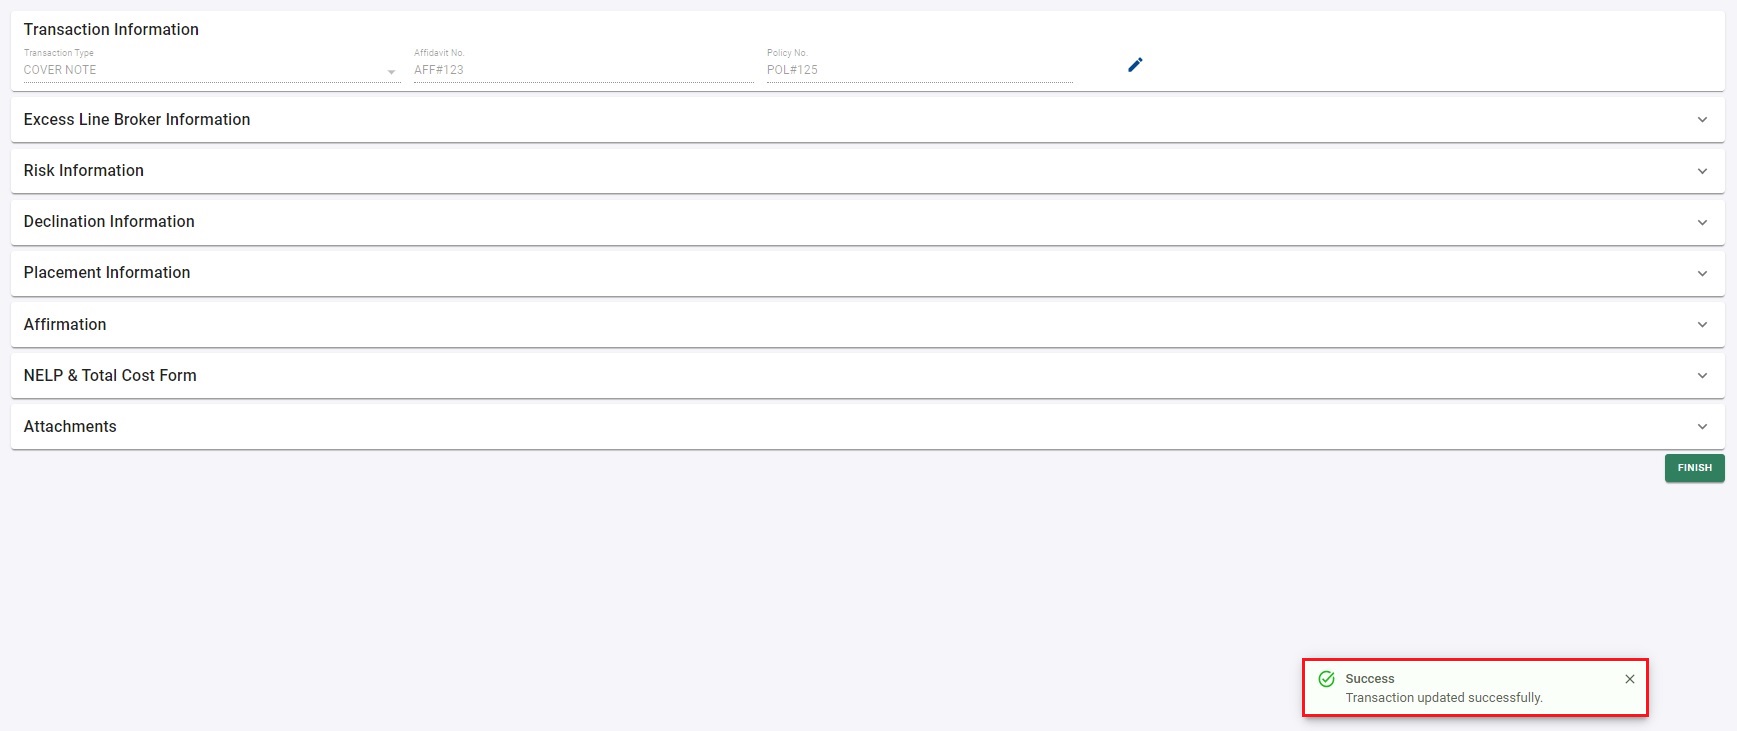 Transaction Information
Transaction Type
COVER NOTE
Affidavit No.
AFF#123
Policy No.
POL#125
Excess Line Broker Information
Risk Information
Declination Information
Placement Information
Affirmation
NELP & Total Cost Form
Attachments
FINISH
Success
Transaction updated successfully.